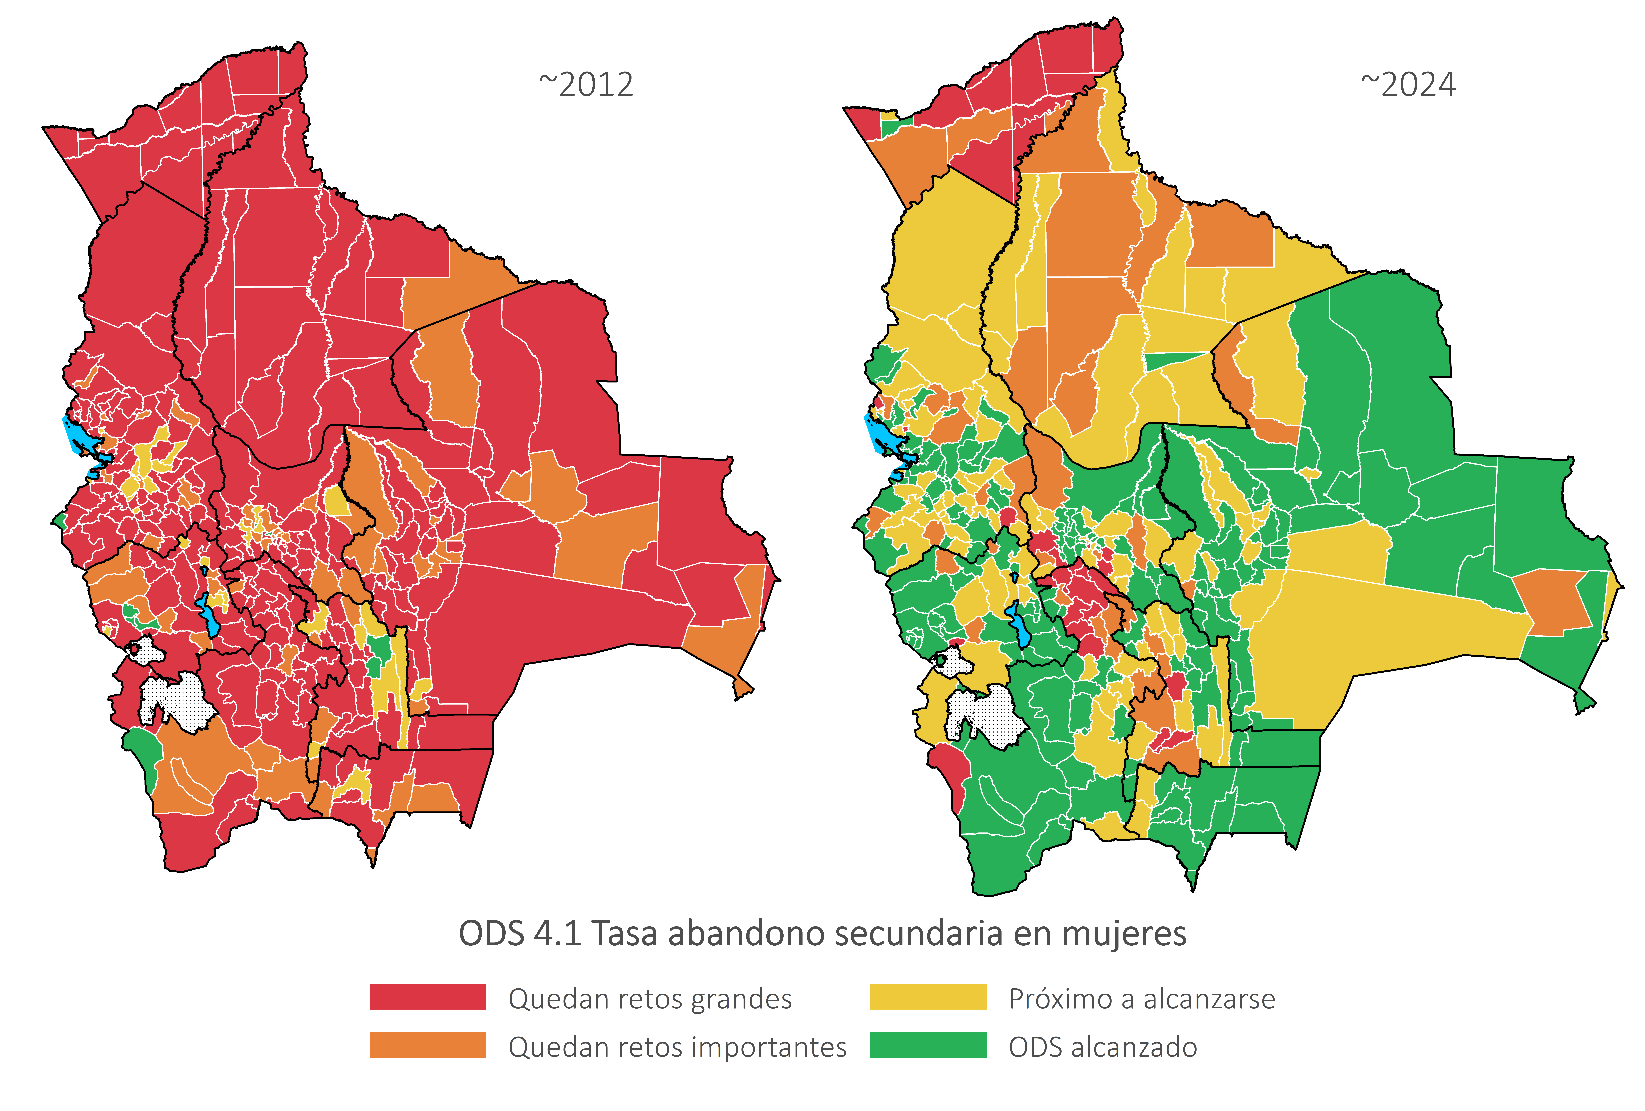 ~2012
~2024
ODS 4.1 Tasa abandono secundaria en mujeres
Quedan retos grandes
Próximo a alcanzarse
Quedan retos importantes
ODS alcanzado